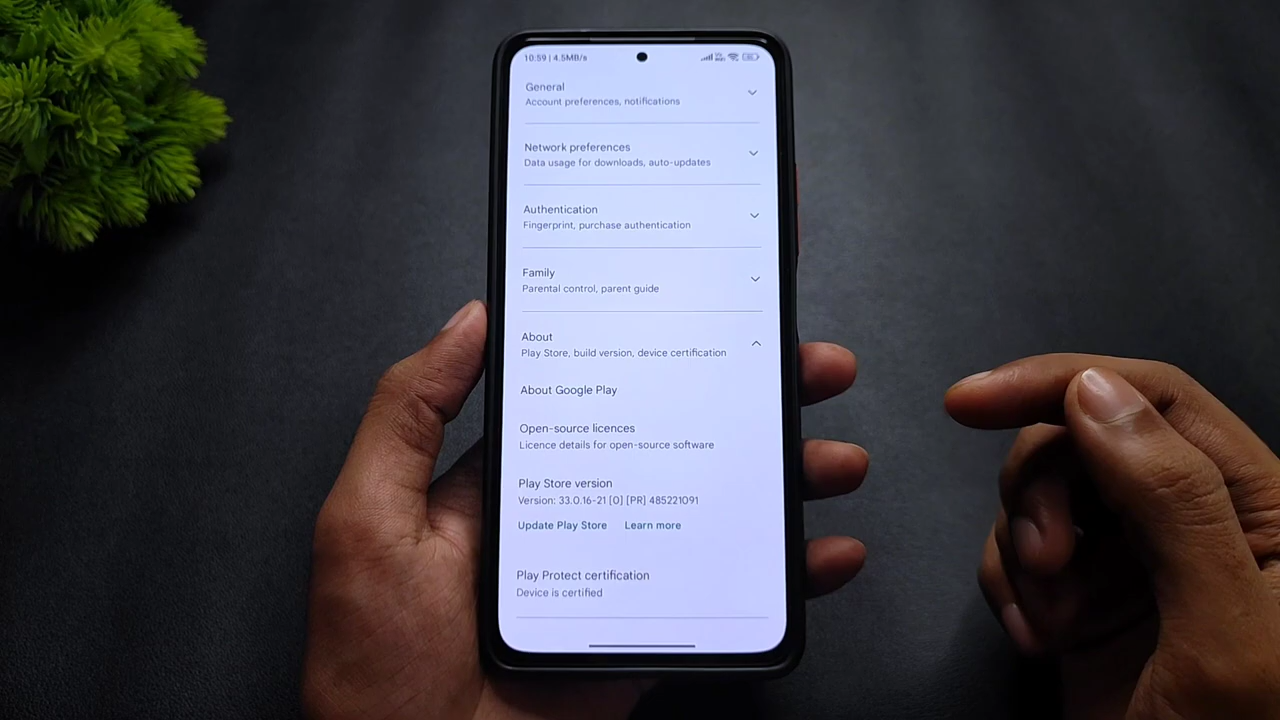 10:59 | 4.5MB/s
General
Account preferences, notifications
Network preferences
Data usage for downloads, auto-updates
Authentication
Fingerprint, purchase authentication
Family
Parental control, parent guide
About
Play Store, build version, device certification
About Google Play
Open-source licences
Licence details for open-source software
Play Store version
Version: 33.0.16-21 [0] [PR] 485221091
Update Play Store Learn more
Play Protect certification
Device is certified